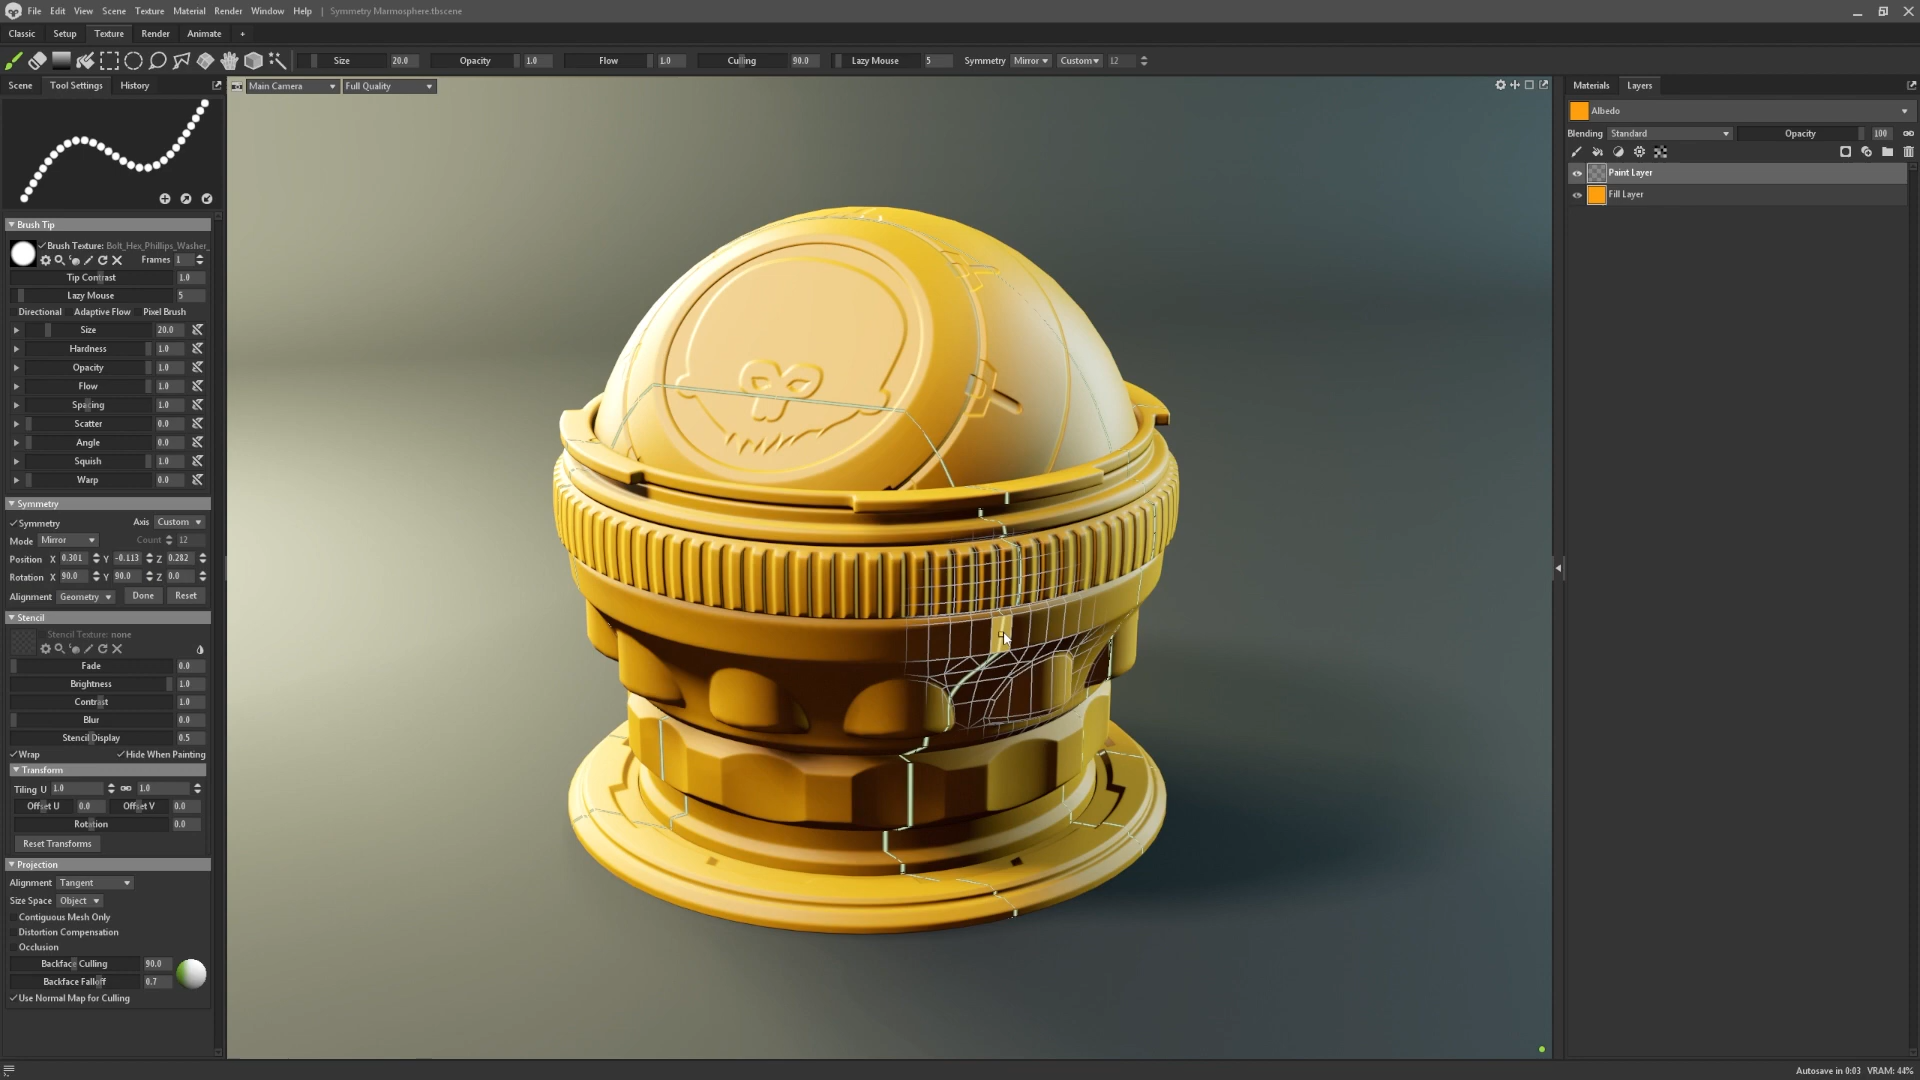 File Edit View Scene Texture Material Render Window Help | Symmetry Marmosphere.tbscene
Classic Setup Texture Render Animate +
Size 20.0 Opacity 1.0 Flow 1.0 Culling 90.0 Lazy Mouse 5 Symmetry Mirror Custom 12
Scene Tool Settings History
Main Camera Full Quality
Brush Tip
Brush Texture: Bolt_Hex_Phillips_Washer_
Frames 1
Tip Contrast 1.0
Lazy Mouse 5
Directional Adaptive Flow Pixel Brush
Size 20.0
Hardness 1.0
Opacity 1.0
Flow 1.0
Spacing 1.0
Scatter 0.0
Angle 0.0
Squish 1.0
Warp 0.0
Symmetry
Symmetry Axis Custom
Mode Mirror Count 12
Position X 0.301 Y -0.113 Z 0.282
Rotation X 90.0 Y 90.0 Z 0.0
Alignment Geometry Done Reset
Stencil
Stencil Texture: none
Fade 0.0
Brightness 1.0
Contrast 1.0
Blur 0.0
Stencil Display 0.5
Wrap Hide When Painting
Transform
Tiling U 1.0 1.0
Offset U 0.0 Offset V 0.0
Rotation 0.0
Reset Transforms
Projection
Alignment Tangent
Size Space Object
Contiguous Mesh Only
Distortion Compensation
Occlusion
Backface Culling 90.0
Backface Falloff 0.7
Use Normal Map for Culling
Materials Layers
Albedo
Blending Standard Opacity 100
Paint Layer
Fill Layer
Autosave in 0:03 VRAM: 44%